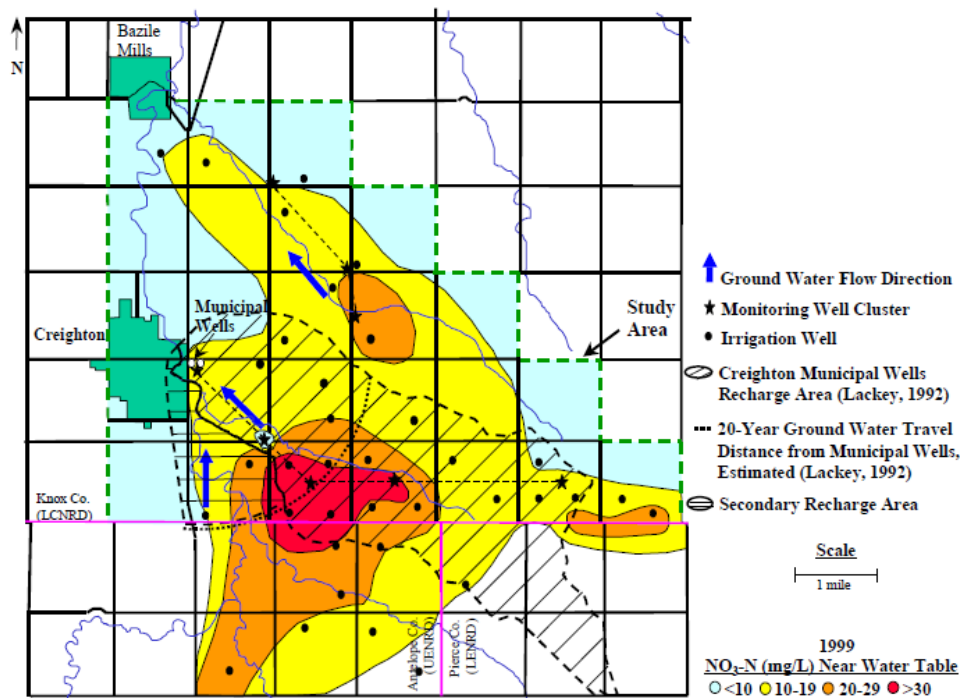 N
Bazile
Mills
Municipal
Wells
Creighton
Study
Area
Knox Co.
(LCNRD)
Antelope Co.
(UENRD)
Pierce Co.
(LENRD)
Ground Water Flow Direction
Monitoring Well Cluster
Irrigation Well
Creighton Municipal Wells
Recharge Area (Lackey, 1992)
20-Year Ground Water Travel
Distance from Municipal Wells,
Estimated (Lackey, 1992)
Secondary Recharge Area
Scale
1 mile
1999
NO₃-N (mg/L) Near Water Table
<10 10-19 20-29 >30